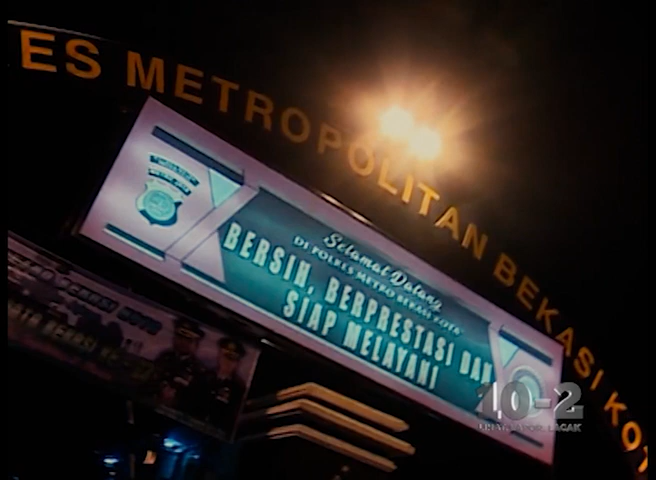 ES METROPOLITAN BEKASI KOT
Selamat Datang
DI POLRES METRO BEKASI KOTA
BERSIH, BERPRESTASI DAN
SIAP MELAYANI
10-2